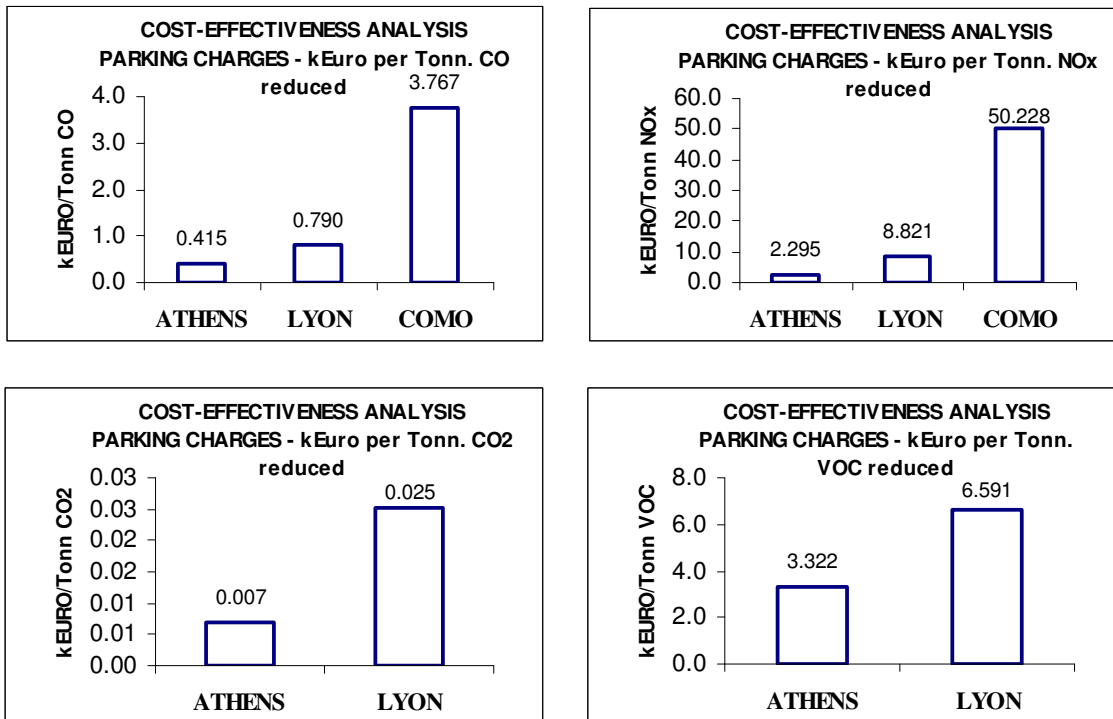 COST-EFFECTIVENESS ANALYSIS
PARKING CHARGES - kEuro per Tonn. CO
reduced
kEURO/Tonn CO
4.0
3.0
2.0
1.0
0.0
0.415
0.790
3.767
ATHENS
LYON
COMO
COST-EFFECTIVENESS ANALYSIS
PARKING CHARGES - kEuro per Tonn. NOx
reduced
kEURO/Tonn NOx
60.0
50.0
40.0
30.0
20.0
10.0
0.0
2.295
8.821
50.228
ATHENS
LYON
COMO
COST-EFFECTIVENESS ANALYSIS
PARKING CHARGES - kEuro per Tonn. CO2
reduced
kEURO/Tonn CO2
0.03
0.03
0.02
0.02
0.01
0.01
0.00
0.007
0.025
ATHENS
LYON
COST-EFFECTIVENESS ANALYSIS
PARKING CHARGES - kEuro per Tonn.
VOC reduced
kEURO/Tonn VOC
8.0
6.0
4.0
2.0
0.0
3.322
6.591
ATHENS
LYON